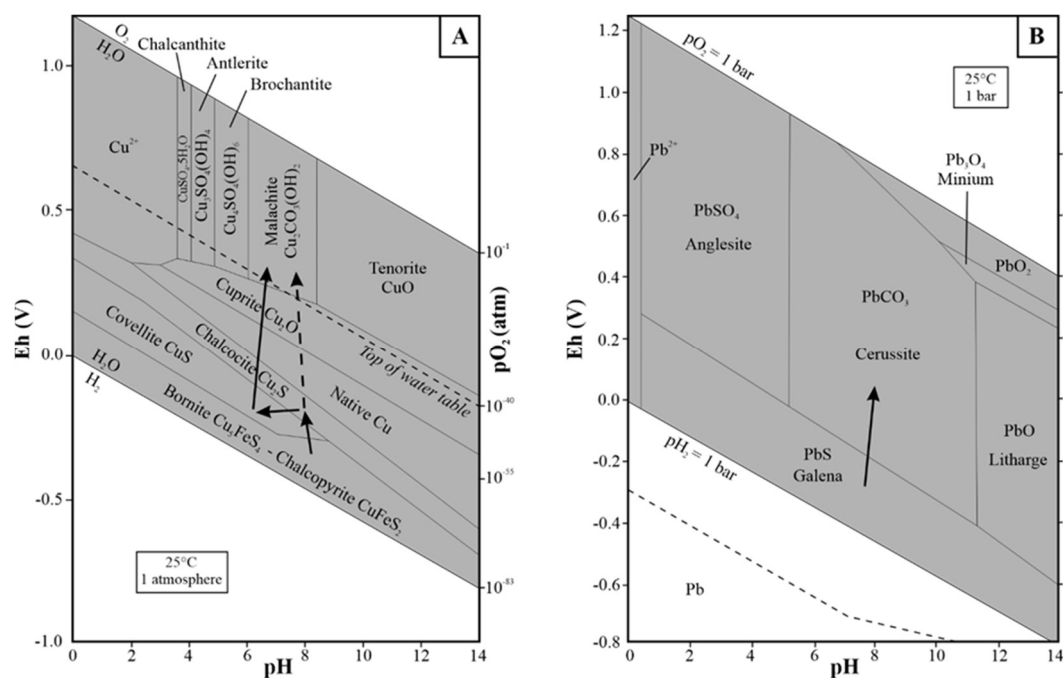 A
O₂
H₂O
Chalcanthite
Antlerite
Brochantite
Cu²⁺
CuSO₄·5H₂O
Cu₃SO₄(OH)₄
Cu₄SO₄(OH)₆
Malachite
Cu₂CO₃(OH)₂
Tenorite
CuO
Cuprite Cu₂O
Top of water table
Native Cu
Chalcocite Cu₂S
Covellite CuS
Bornite Cu₅FeS₄ - Chalcopyrite CuFeS₂
H₂O
H₂
25°C
1 atmosphere
Eh (V)
1.0
0.5
0.0
-0.5
-1.0
0 2 4 6 8 10 12 14
pH
pO₂ (atm)
10⁻¹
10⁻⁴⁰
10⁻⁵⁵
10⁻⁸³
B
pO₂ = 1 bar
25°C
1 bar
Pb²⁺
PbSO₄
Anglesite
Pb₃O₄
Minium
PbO₂
PbCO₃
Cerussite
PbO
Litharge
PbS
Galena
pH₂ = 1 bar
Pb
Eh (V)
1.2
1.0
0.8
0.6
0.4
0.2
0.0
-0.2
-0.4
-0.6
-0.8
0 2 4 6 8 10 12 14
pH